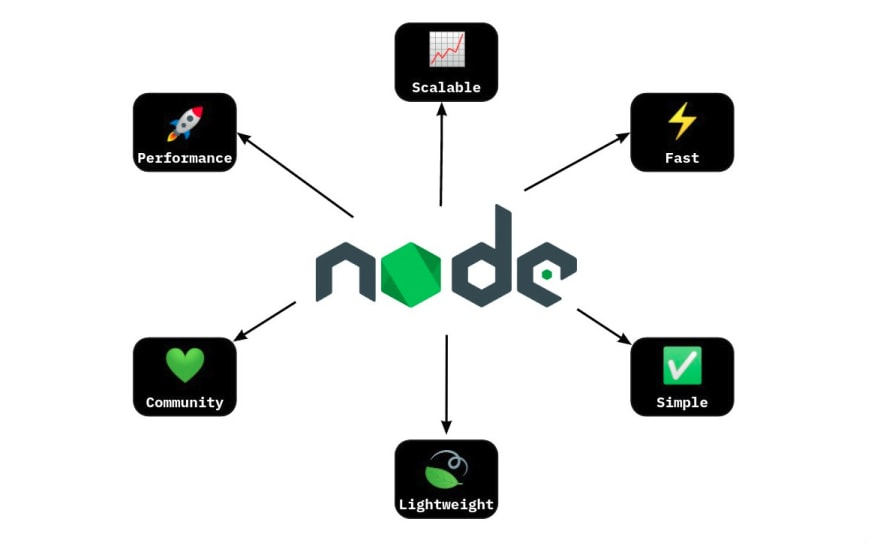 Scalable
Performance
Fast
node
Community
Simple
Lightweight